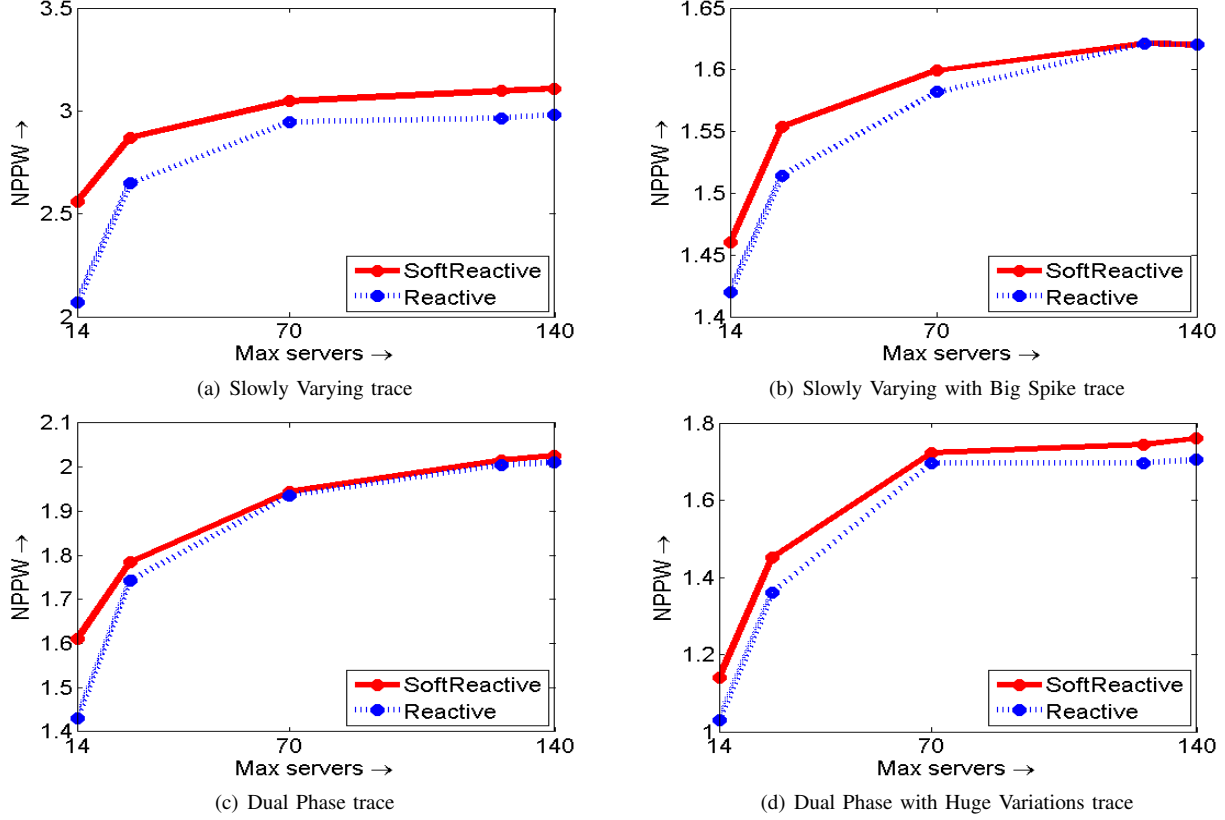 3.5
3
2.5
2
NPPW →
SoftReactive
Reactive
14 70 140
Max servers →
(a) Slowly Varying trace
1.65
1.6
1.55
1.5
1.45
1.4
NPPW →
SoftReactive
Reactive
14 70 140
Max servers →
(b) Slowly Varying with Big Spike trace
2.1
2
1.9
1.8
1.7
1.6
1.5
1.4
NPPW →
SoftReactive
Reactive
14 70 140
Max servers →
(c) Dual Phase trace
1.8
1.6
1.4
1.2
1
NPPW →
SoftReactive
Reactive
14 70 140
Max servers →
(d) Dual Phase with Huge Variations trace